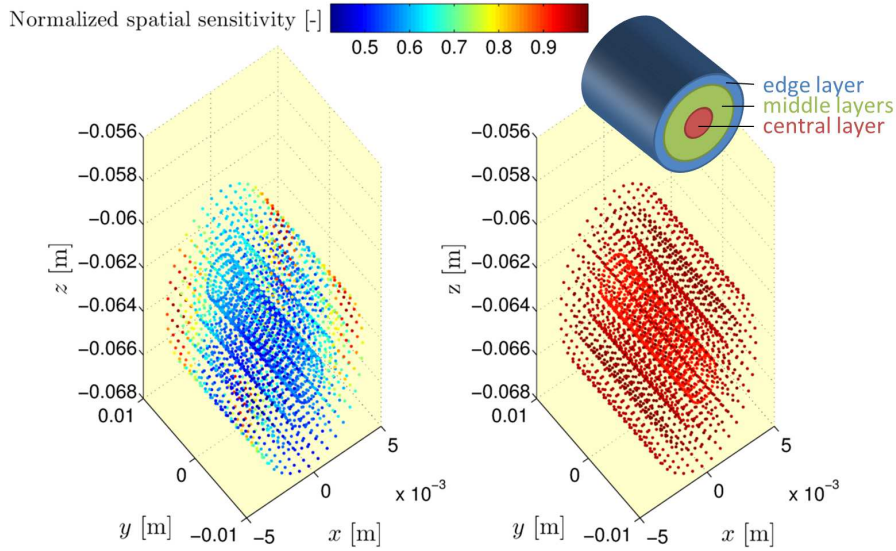 Normalized spatial sensitivity [-]
0.5 0.6 0.7 0.8 0.9
edge layer
middle layers
central layer
−0.056
−0.058
−0.06
−0.062
−0.064
−0.066
−0.068
z [m]
0.01
0
−0.01
y [m]
−5
0
5
x 10⁻³
x [m]
−0.056
−0.058
−0.06
−0.062
−0.064
−0.066
−0.068
z [m]
0.01
0
−0.01
y [m]
−5
0
5
x 10⁻³
x [m]